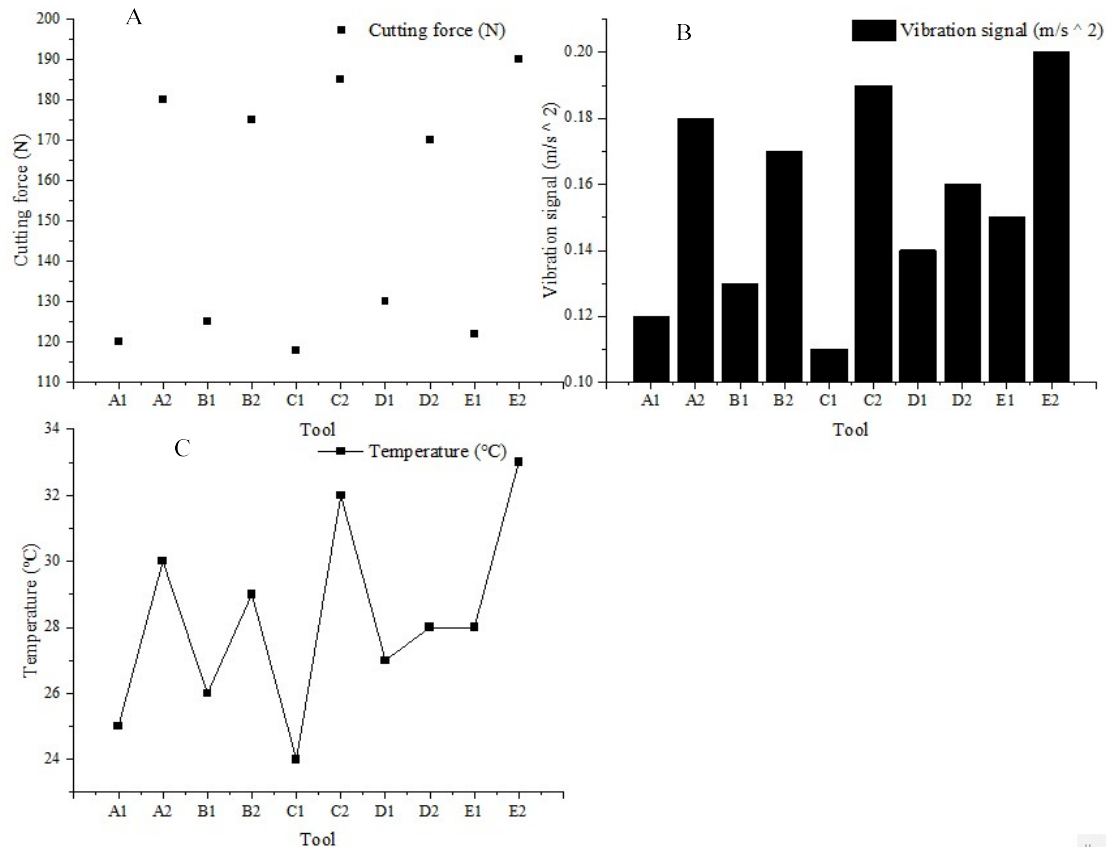 A
Cutting force (N)
200
190
180
170
160
150
140
130
120
110
Cutting force (N)
A1 A2 B1 B2 C1 C2 D1 D2 E1 E2
Tool
B
Vibration signal (m/s ^ 2)
0.20
0.18
0.16
0.14
0.12
0.10
Vibration signal (m/s ^ 2)
A1 A2 B1 B2 C1 C2 D1 D2 E1 E2
Tool
C
Temperature (°C)
34
32
30
28
26
24
Temperature (°C)
A1 A2 B1 B2 C1 C2 D1 D2 E1 E2
Tool